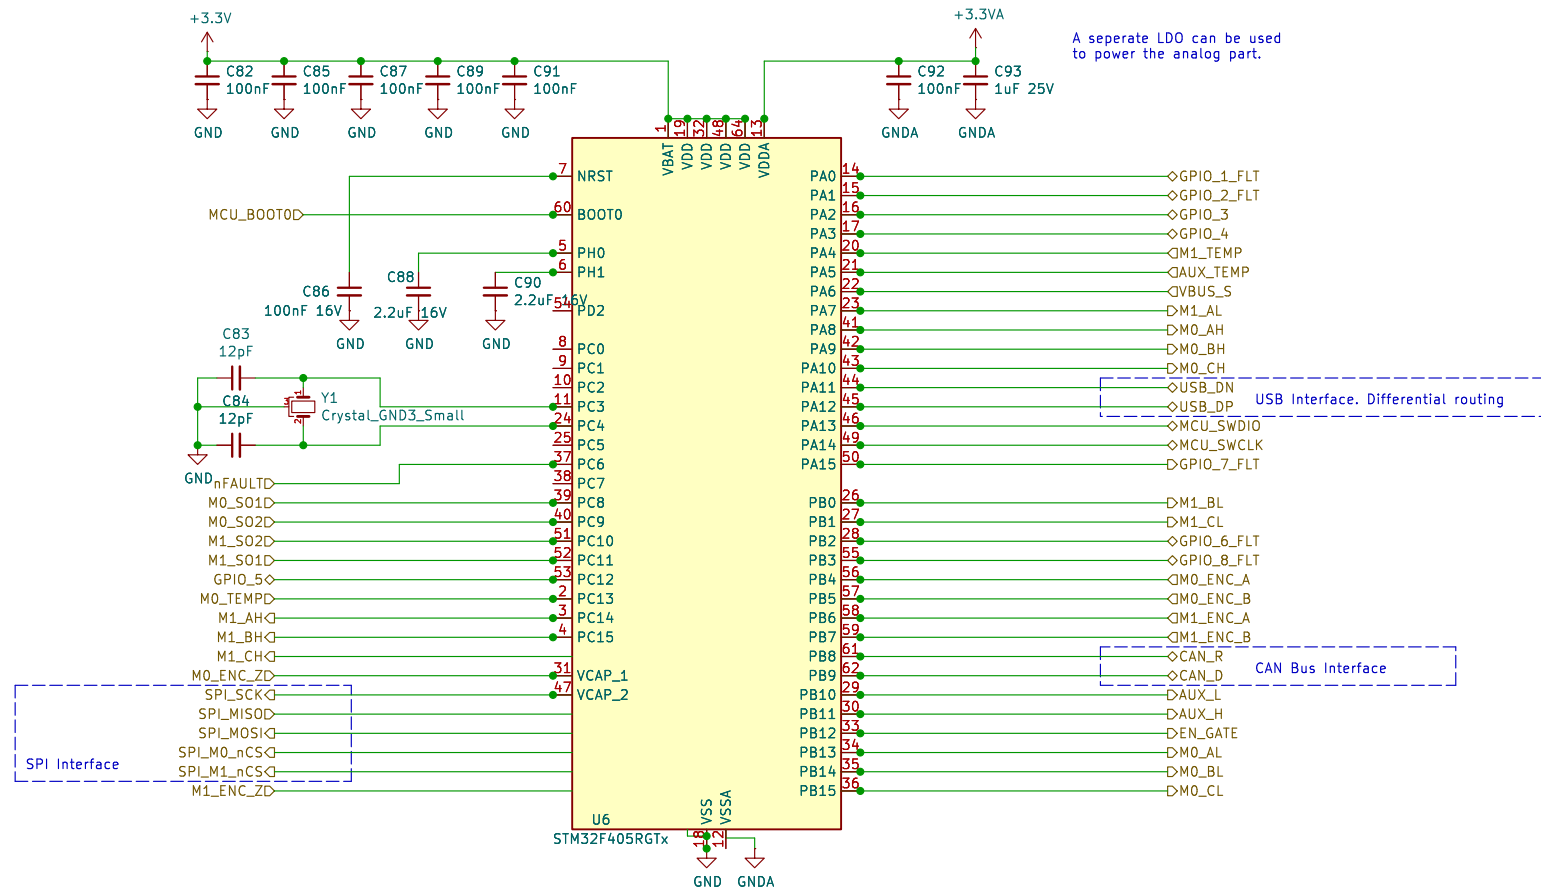 +3.3V
+3.3VA
A seperate LDO can be used
to power the analog part.
C82
100nF
C85
100nF
C87
100nF
C89
100nF
C91
100nF
C92
100nF
C93
1uF 25V
GND
GND
GND
GND
GND
GNDA
GNDA
1
19
32
48
64
13
VBAT
VDD
VDD
VDD
VDD
VDDA
7 NRST
MCU_BOOT0 60 BOOT0
5 PH0
6 PH1
C86
100nF 16V
GND
C88
2.2uF 16V
GND
C90
2.2uF 16V
GND
54 PD2
8 PC0
9 PC1
10 PC2
11 PC3
24 PC4
25 PC5
37 PC6
38 PC7
39 PC8
40 PC9
51 PC10
52 PC11
53 PC12
2 PC13
3 PC14
4 PC15
31 VCAP_1
47 VCAP_2
C83
12pF
C84
12pF
1
3
2
Y1
Crystal_GND3_Small
GND
nFAULT
M0_SO1
M0_SO2
M1_SO2
M1_SO1
GPIO_5
M0_TEMP
M1_AH
M1_BH
M1_CH
M0_ENC_Z
SPI_SCK
SPI_MISO
SPI_MOSI
SPI_M0_nCS
SPI_M1_nCS
M1_ENC_Z
SPI Interface
PA0 14 GPIO_1_FLT
PA1 15 GPIO_2_FLT
PA2 16 GPIO_3
PA3 17 GPIO_4
PA4 20 M1_TEMP
PA5 21 AUX_TEMP
PA6 22 VBUS_S
PA7 23 M1_AL
PA8 41 M0_AH
PA9 42 M0_BH
PA10 43 M0_CH
PA11 44 USB_DN
PA12 45 USB_DP
USB Interface. Differential routing
PA13 46 MCU_SWDIO
PA14 49 MCU_SWCLK
PA15 50 GPIO_7_FLT
PB0 26 M1_BL
PB1 27 M1_CL
PB2 28 GPIO_6_FLT
PB3 55 GPIO_8_FLT
PB4 56 M0_ENC_A
PB5 57 M0_ENC_B
PB6 58 M1_ENC_A
PB7 59 M1_ENC_B
PB8 61 CAN_R
PB9 62 CAN_D
CAN Bus Interface
PB10 29 AUX_L
PB11 30 AUX_H
PB12 33 EN_GATE
PB13 34 M0_AL
PB14 35 M0_BL
PB15 36 M0_CL
U6
STM32F405RGTx
VSS
VSSA
18
12
GND
GNDA